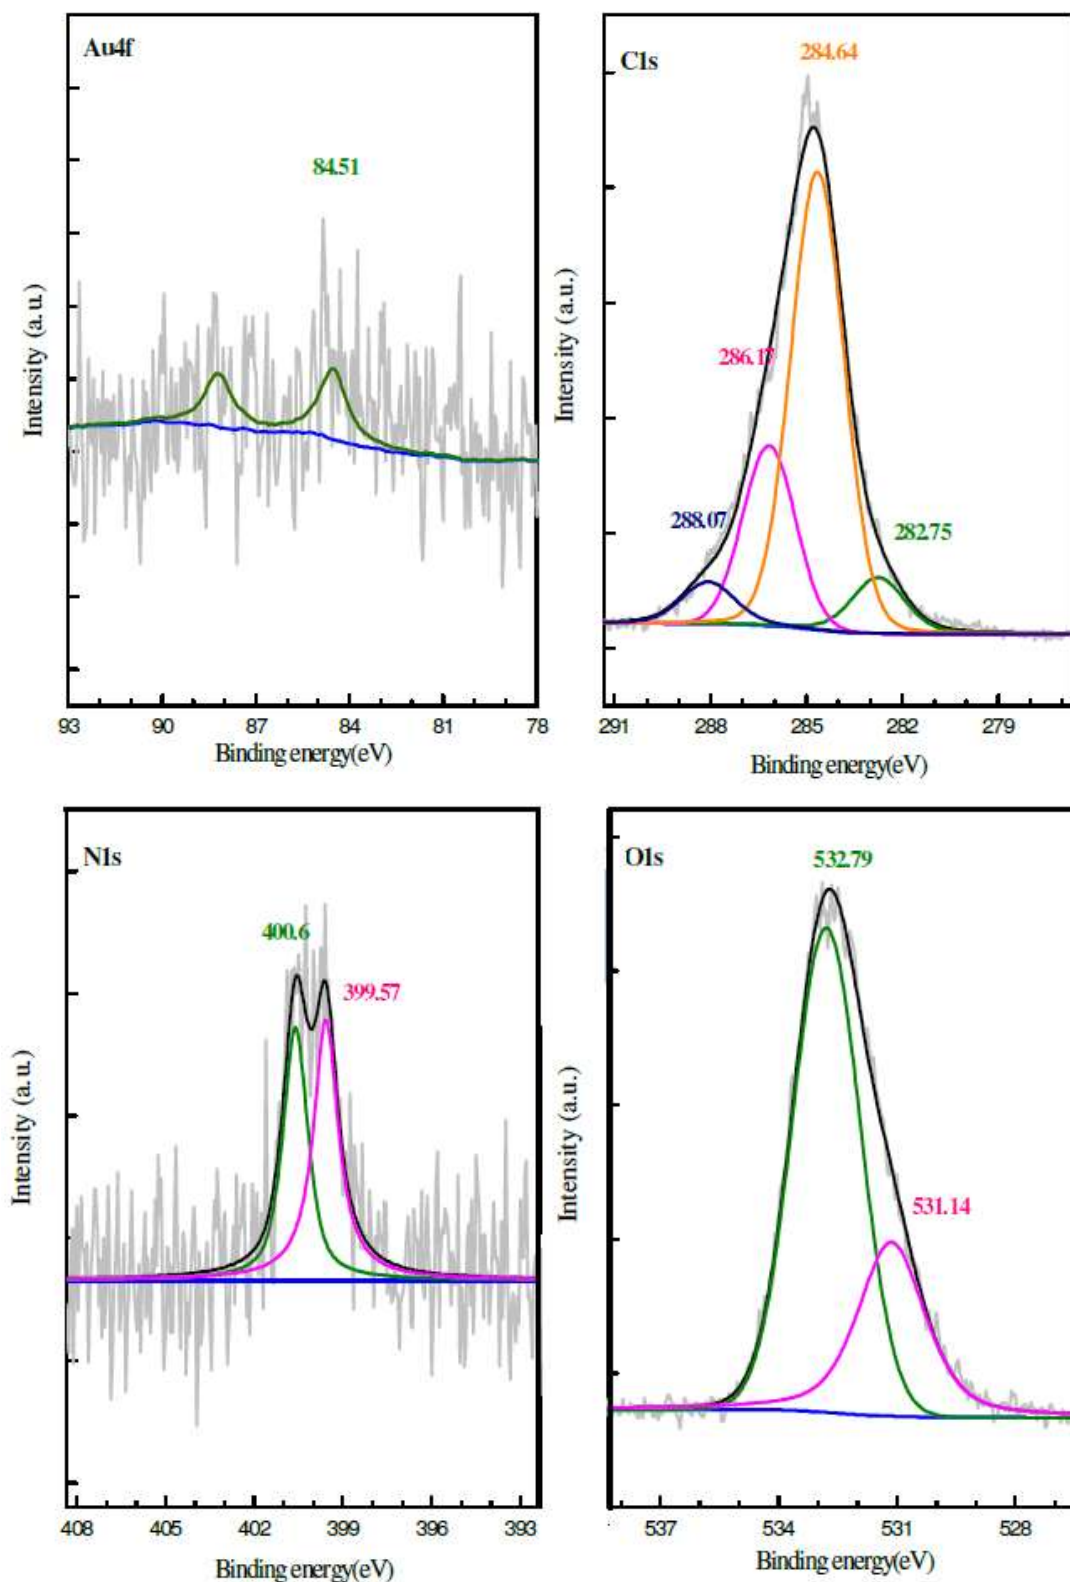 Au4f
84.51
Intensity (a.u.)
93 90 87 84 81 78
Binding energy(eV)
C1s
284.64
286.17
288.07
282.75
Intensity (a.u.)
291 288 285 282 279
Binding energy(eV)
N1s
400.6
399.57
Intensity (a.u.)
408 405 402 399 396 393
Binding energy(eV)
O1s
532.79
531.14
Intensity (a.u.)
537 534 531 528
Binding energy(eV)